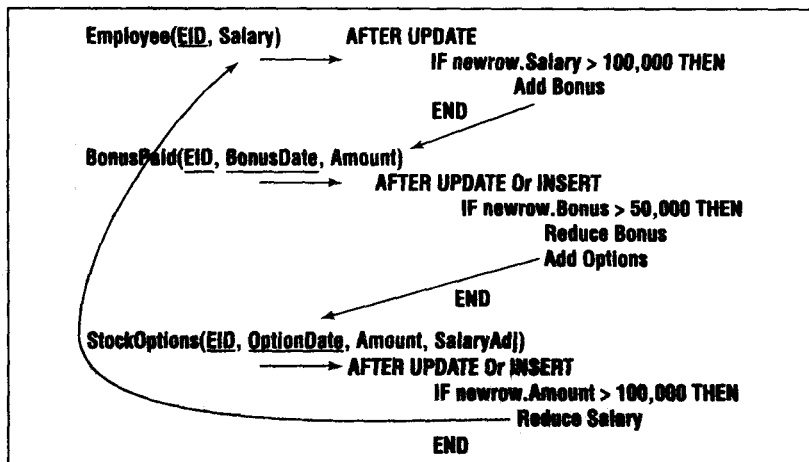 Employee(EID, Salary) AFTER UPDATE
IF newrow.Salary > 100,000 THEN
Add Bonus
END
BonusPaid(EID, BonusDate, Amount)
AFTER UPDATE Or INSERT
IF newrow.Bonus > 50,000 THEN
Reduce Bonus
Add Options
END
StockOptions(EID, OptionDate, Amount, SalaryAdj)
AFTER UPDATE Or INSERT
IF newrow.Amount > 100,000 THEN
Reduce Salary
END